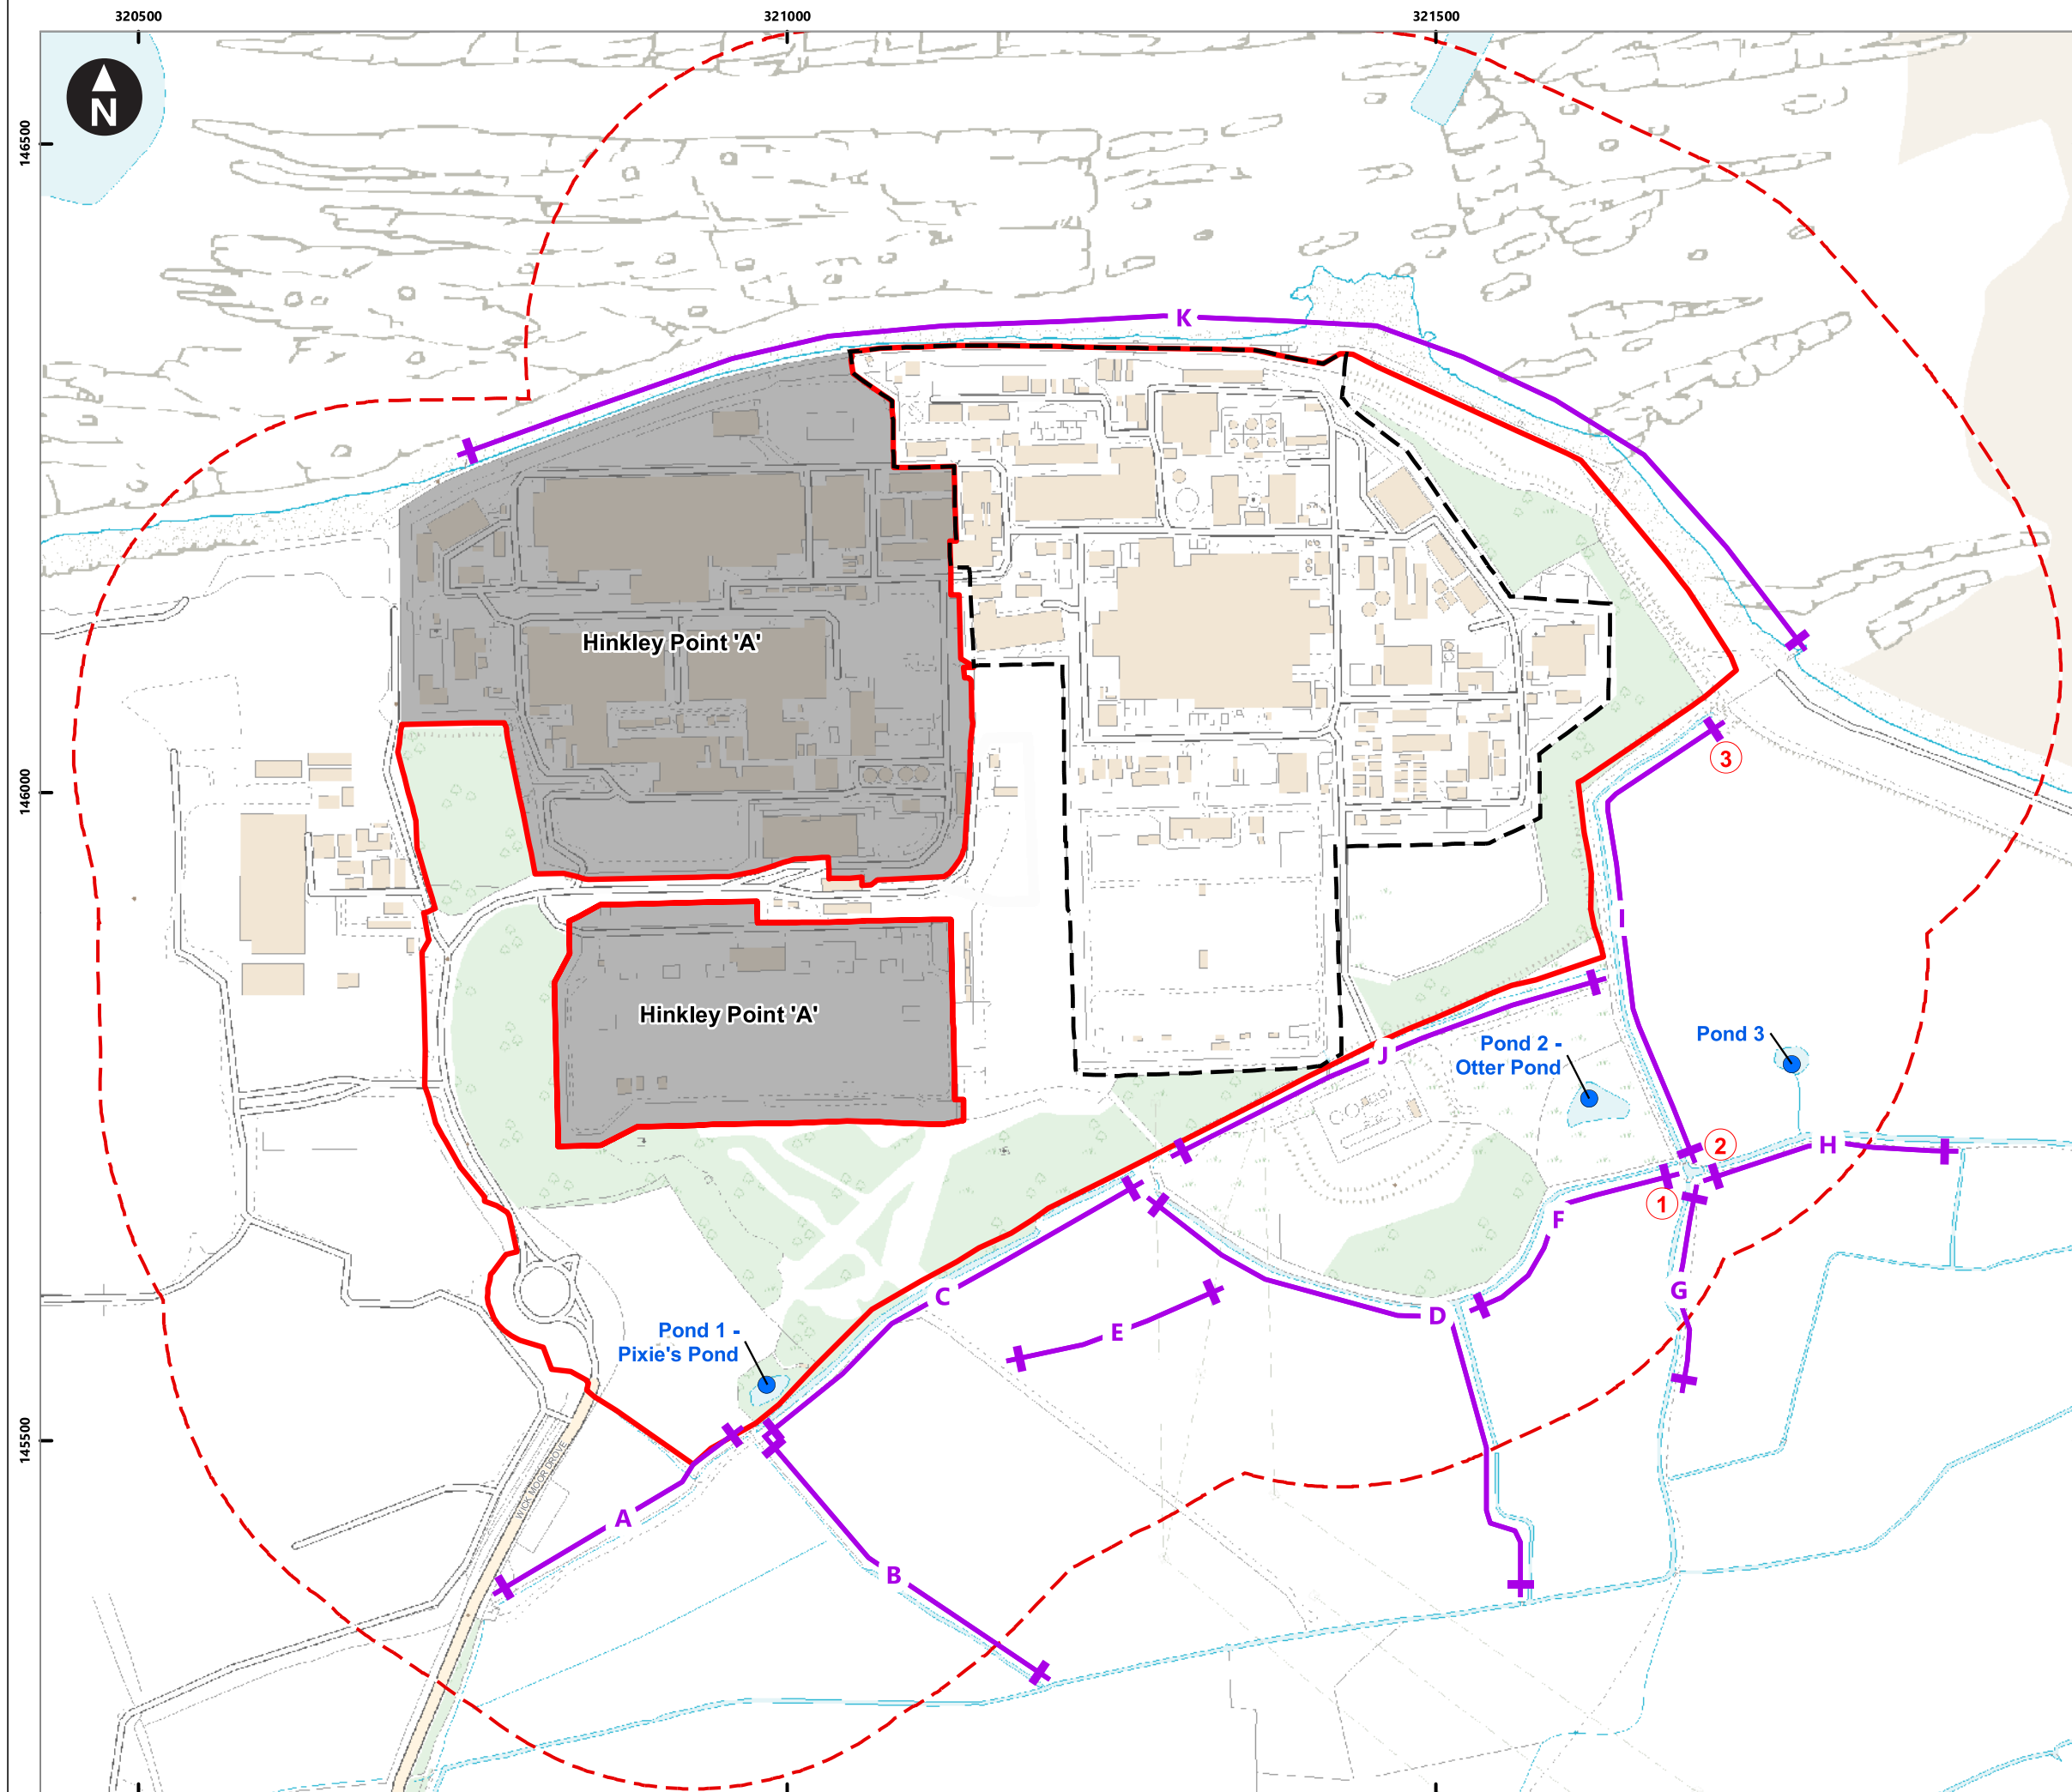 320500
321000
321500
N
146500
K
Hinkley Point 'A'
3
146000
Hinkley Point 'A'
Pond 3
Pond 2 -
Otter Pond
J
2
H
1
F
G
C
D
E
Pond 1 -
Pixie's Pond
145500
WICK MOOR DROVE
A
B